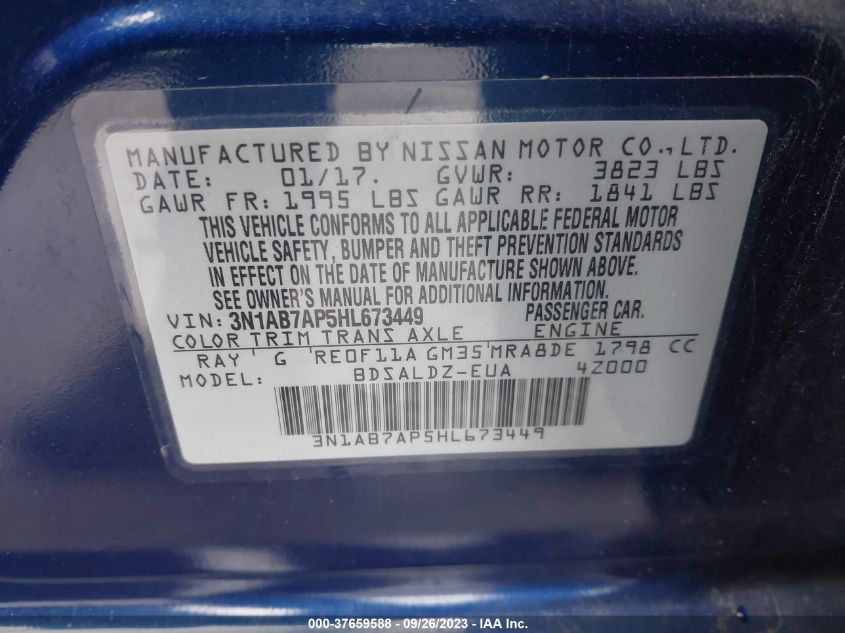 MANUFACTURED BY NISSAN MOTOR CO.,LTD.
DATE: 01/17. GVWR: 3823 LBS
GAWR FR: 1995 LBS GAWR RR: 1841 LBS
THIS VEHICLE CONFORMS TO ALL APPLICABLE FEDERAL MOTOR
VEHICLE SAFETY, BUMPER AND THEFT PREVENTION STANDARDS
IN EFFECT ON THE DATE OF MANUFACTURE SHOWN ABOVE.
SEE OWNER'S MANUAL FOR ADDITIONAL INFORMATION.
VIN: 3N1AB7AP5HL673449 PASSENGER CAR.
COLOR TRIM TRANS AXLE ENGINE
RAY G RE0F11A GM35 MRA8DE 1798 CC
MODEL: BDSALDZ-EUA 4Z000
3N1AB7AP5HL673449
000-37659588 - 09/26/2023 - © IAA